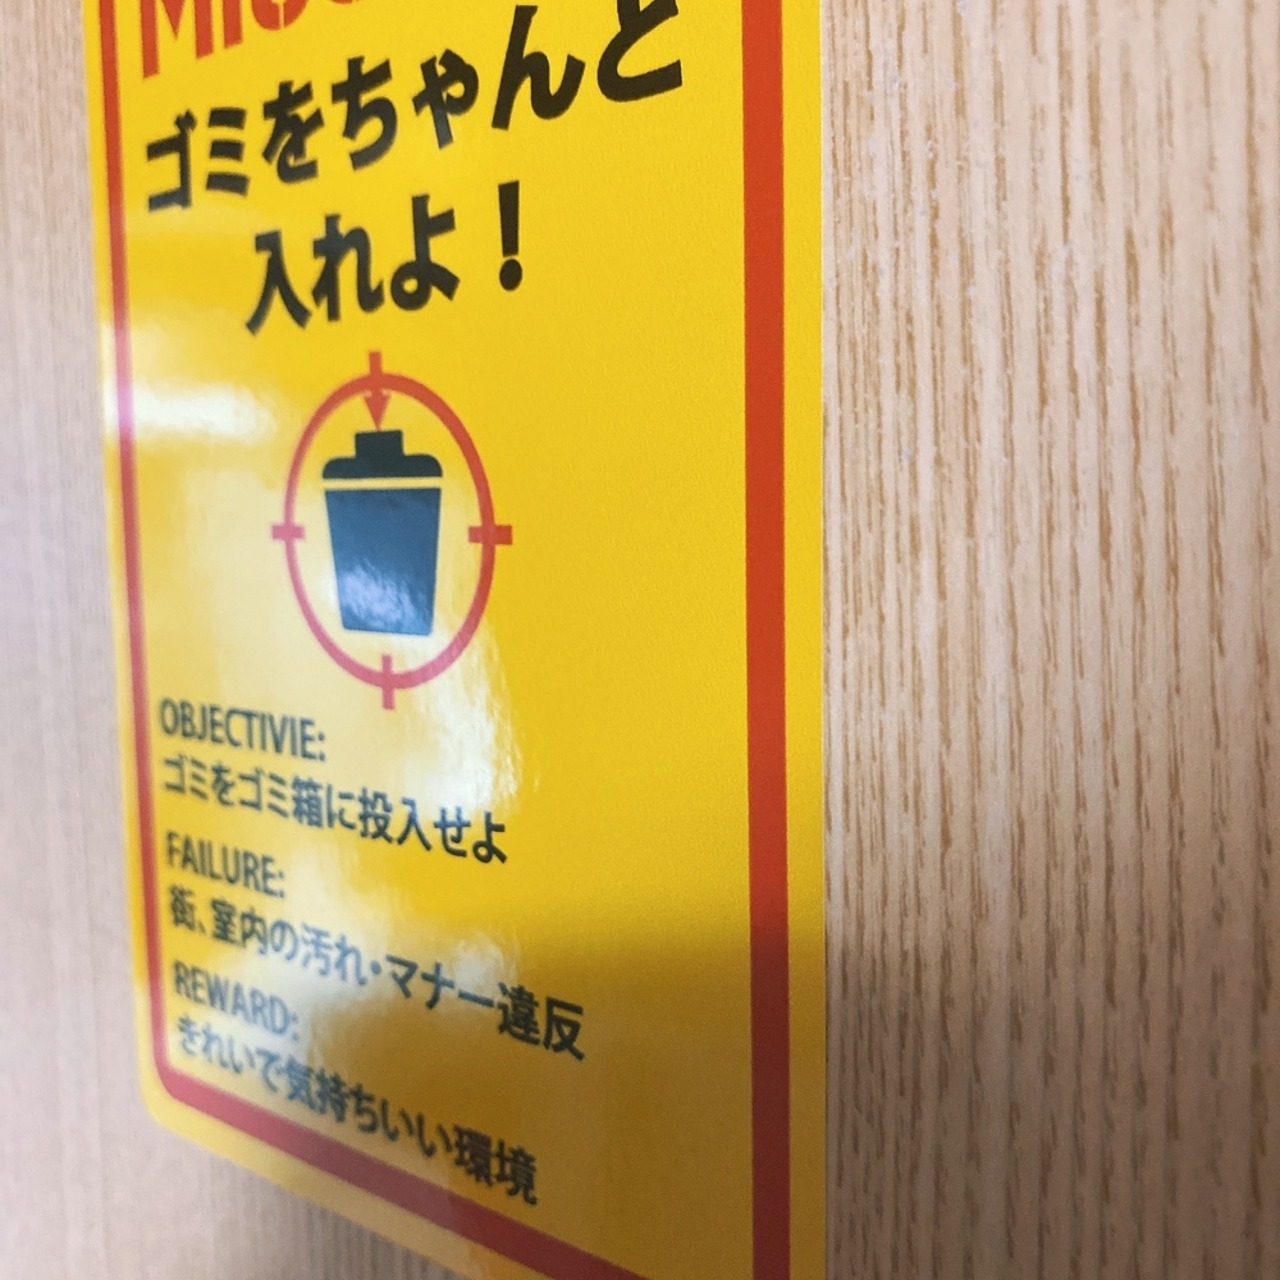 ゴミをちゃんと
入れよ！
OBJECTIVIE:
ゴミをゴミ箱に投入せよ
FAILURE:
街、室内の汚れ・マナー違反
REWARD:
きれいで気持ちいい環境